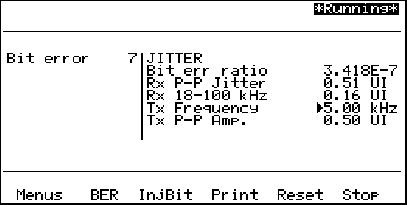 *Running*
Bit error 7 JITTER
Bit err ratio 3.418E-7
Rx P-P Jitter 0.51 UI
Rx 18-100 kHz 0.16 UI
Tx Frequency 5.00 kHz
Tx P-P Amp. 0.50 UI
Menus BER InjBit Print Reset Stop